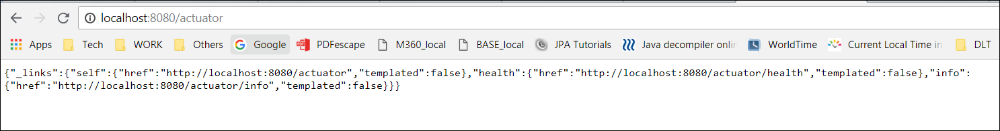 localhost:8080/actuator
Apps Tech WORK Others Google PDFescape M360_local BASE_local JPA Tutorials Java decompiler onlin WorldTime Current Local Time in DLT
{"_links":{"self":{"href":"http://localhost:8080/actuator","templated":false},"health":{"href":"http://localhost:8080/actuator/health","templated":false},"info":
{"href":"http://localhost:8080/actuator/info","templated":false}}}